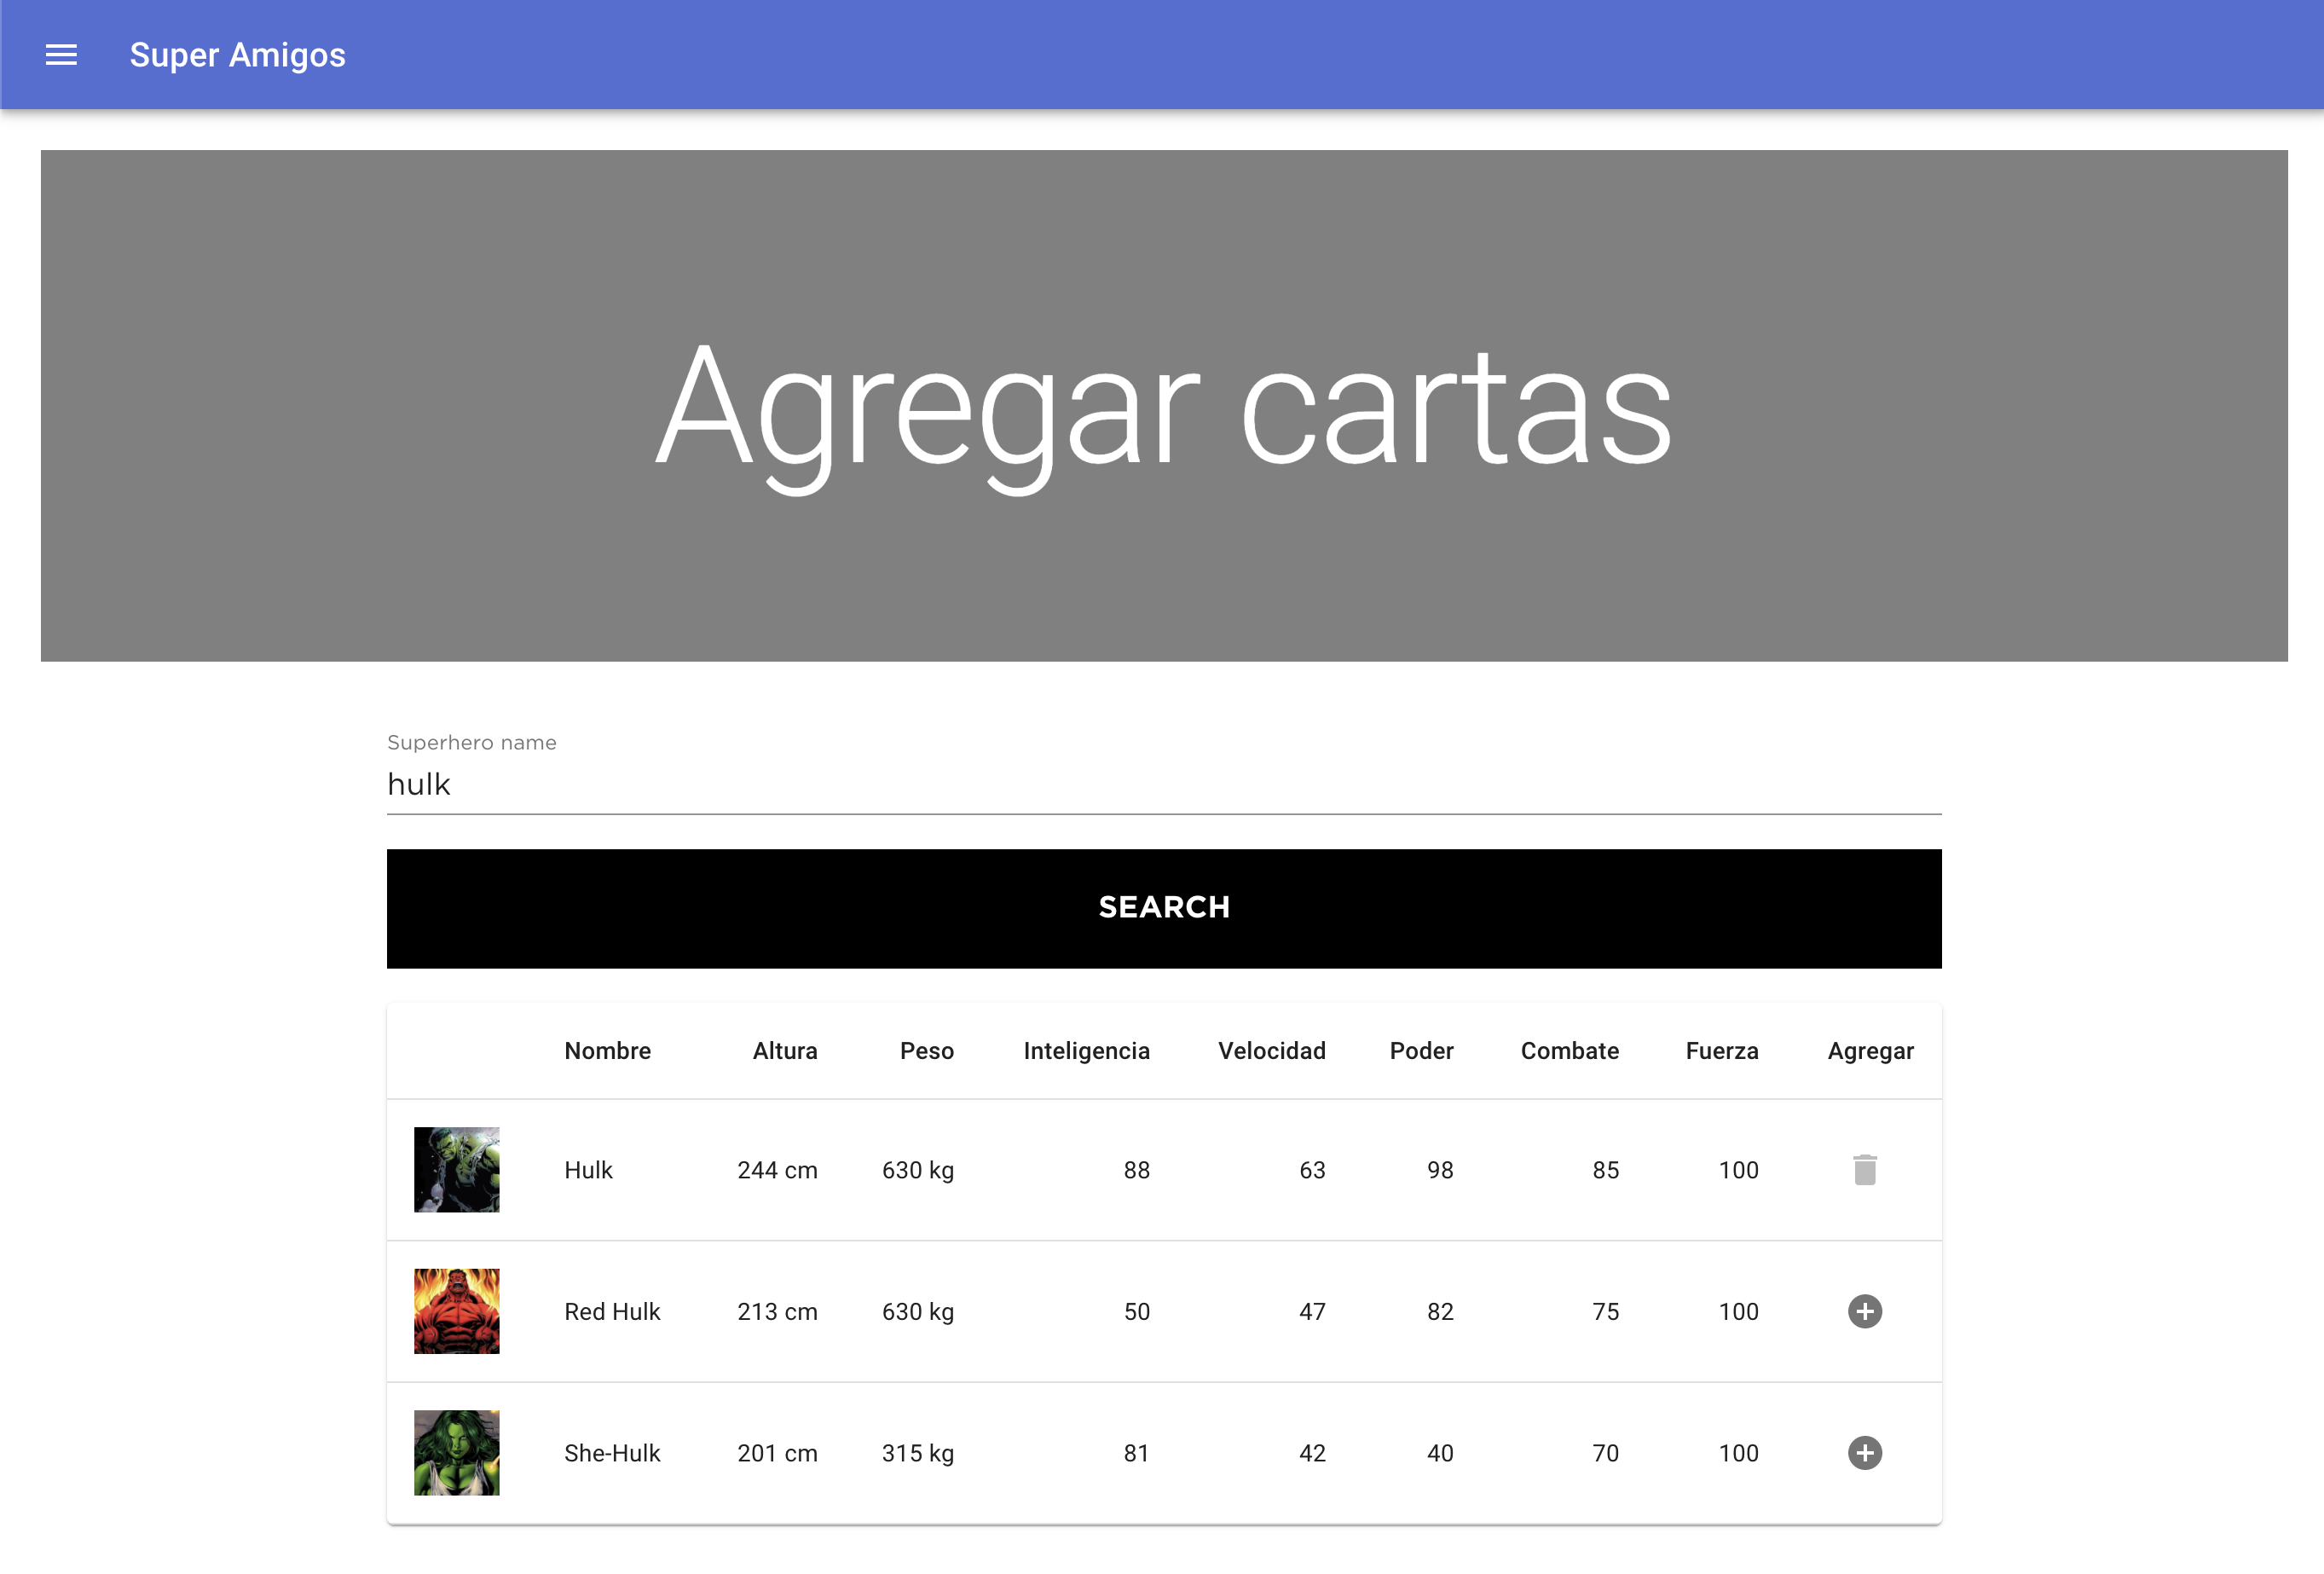 Super Amigos
Agregar cartas
Superhero name
hulk
SEARCH
Nombre Altura Peso Inteligencia Velocidad Poder Combate Fuerza Agregar
Hulk 244 cm 630 kg 88 63 98 85 100
Red Hulk 213 cm 630 kg 50 47 82 75 100
She-Hulk 201 cm 315 kg 81 42 40 70 100